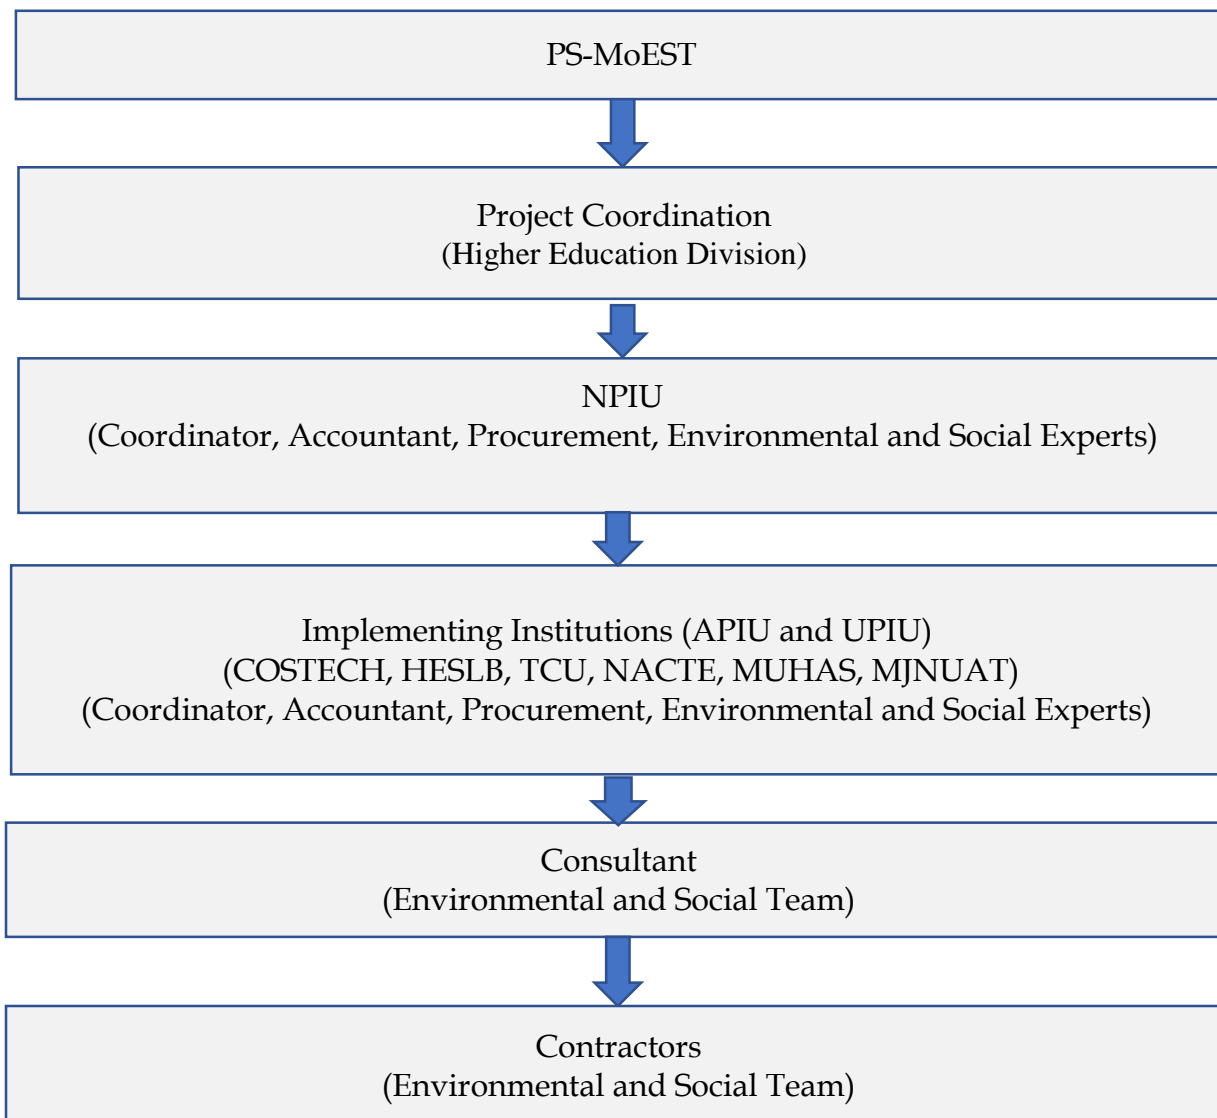 PS-MoEST
Project Coordination
(Higher Education Division)
NPIU
(Coordinator, Accountant, Procurement, Environmental and Social Experts)
Implementing Institutions (APIU and UPIU)
(COSTECH, HESLB, TCU, NACTE, MUHAS, MJNUAT)
(Coordinator, Accountant, Procurement, Environmental and Social Experts)
Consultant
(Environmental and Social Team)
Contractors
(Environmental and Social Team)